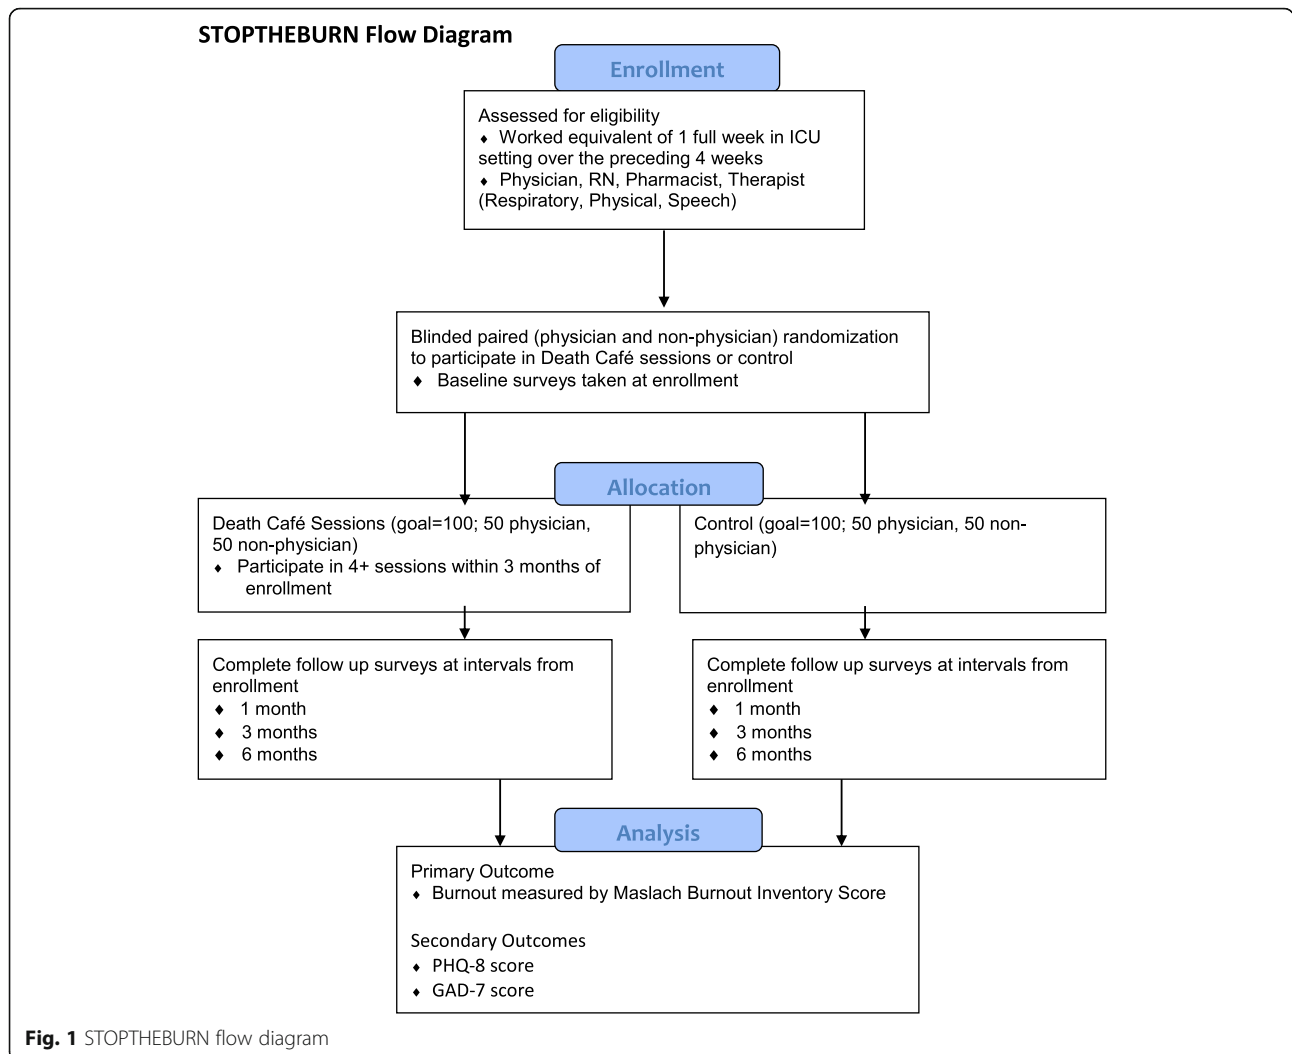 STOPTHEBURN Flow Diagram
Enrollment
Assessed for eligibility
♦ Worked equivalent of 1 full week in ICU
setting over the preceding 4 weeks
♦ Physician, RN, Pharmacist, Therapist
(Respiratory, Physical, Speech)
Blinded paired (physician and non-physician) randomization
to participate in Death Café sessions or control
♦ Baseline surveys taken at enrollment
Allocation
Death Café Sessions (goal=100; 50 physician,
50 non-physician)
♦ Participate in 4+ sessions within 3 months of
enrollment
Control (goal=100; 50 physician, 50 non-
physician)
Complete follow up surveys at intervals from
enrollment
♦ 1 month
♦ 3 months
♦ 6 months
Complete follow up surveys at intervals from
enrollment
♦ 1 month
♦ 3 months
♦ 6 months
Analysis
Primary Outcome
♦ Burnout measured by Maslach Burnout Inventory Score
Secondary Outcomes
♦ PHQ-8 score
♦ GAD-7 score
Fig. 1 STOPTHEBURN flow diagram